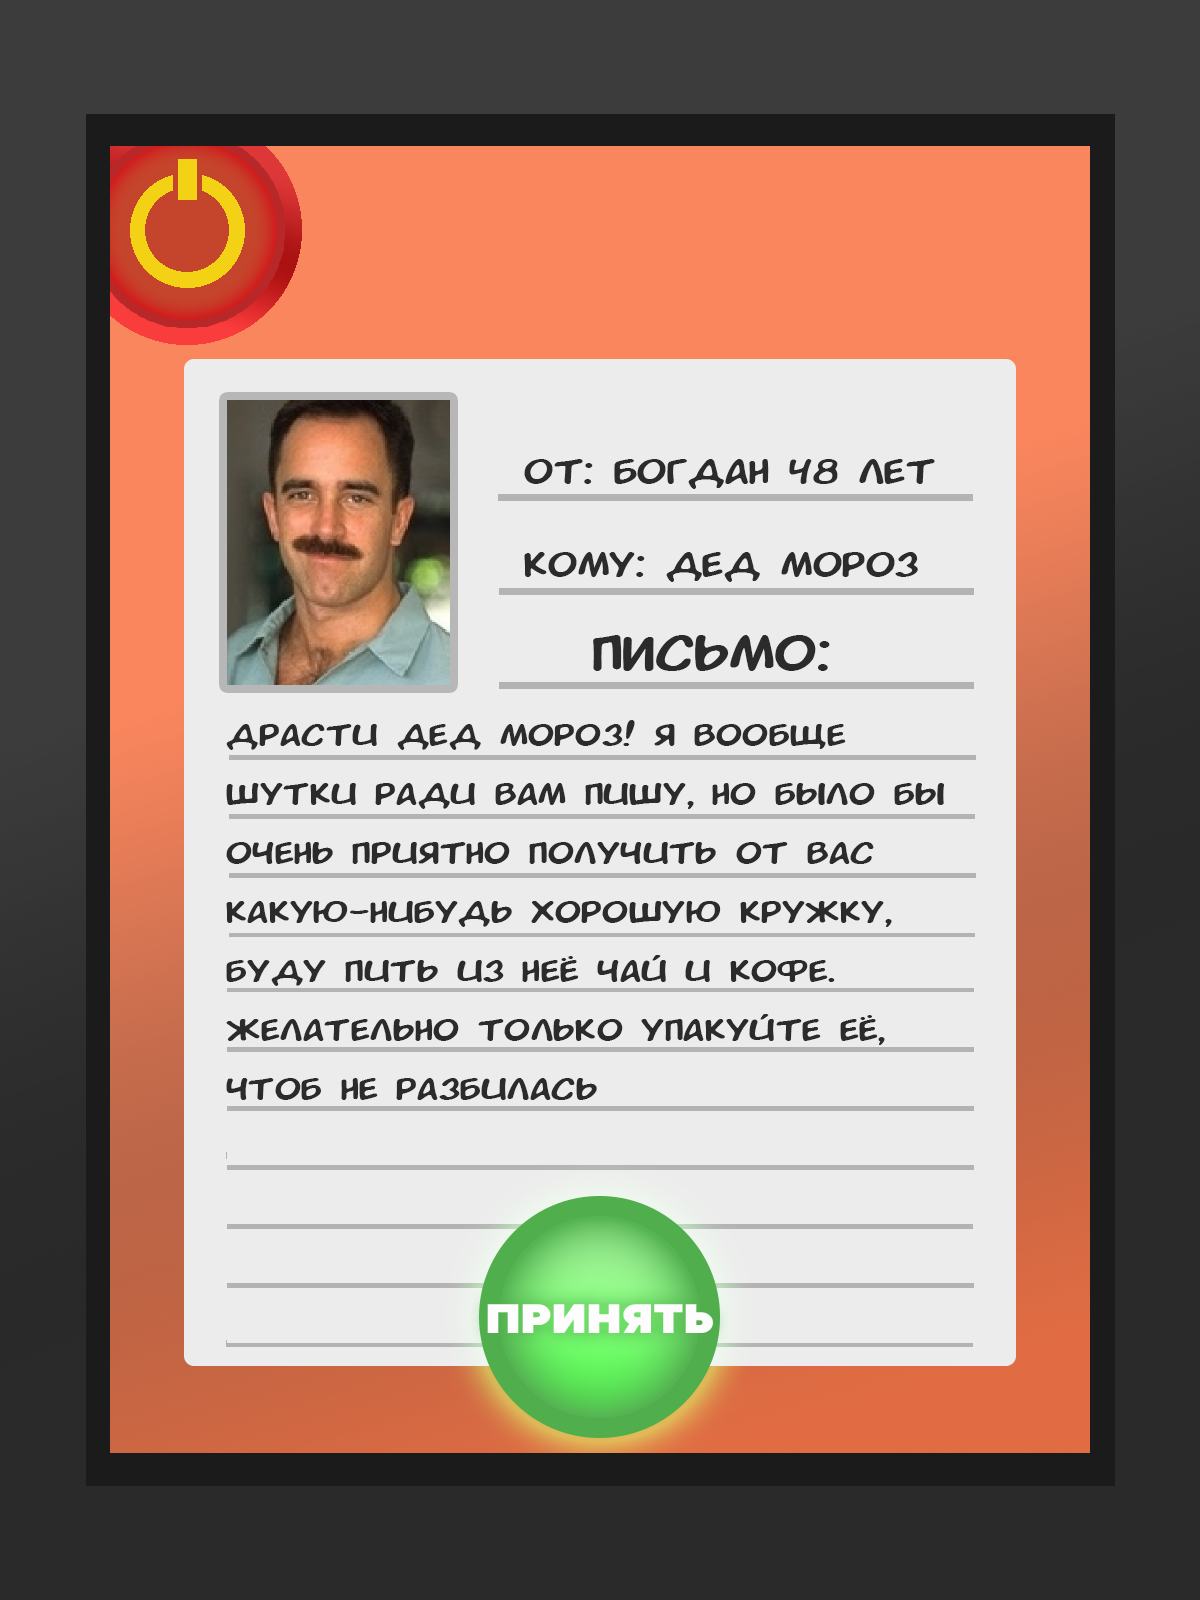 ОТ: БОГДАН 48 ЛЕТ
КОМУ: ДЕД МОРОЗ
ПИСЬМО:
ДРАСТИ ДЕД МОРОЗ! Я ВООБЩЕ
ШУТКИ РАДИ ВАМ ПИШУ, НО БЫЛО БЫ
ОЧЕНЬ ПРИЯТНО ПОЛУЧИТЬ ОТ ВАС
КАКУЮ-НИБУДЬ ХОРОШУЮ КРУЖКУ,
БУДУ ПИТЬ ИЗ НЕЁ ЧАЙ И КОФЕ.
ЖЕЛАТЕЛЬНО ТОЛЬКО УПАКУЙТЕ ЕЁ,
ЧТОБ НЕ РАЗБИЛАСЬ
ПРИНЯТЬ